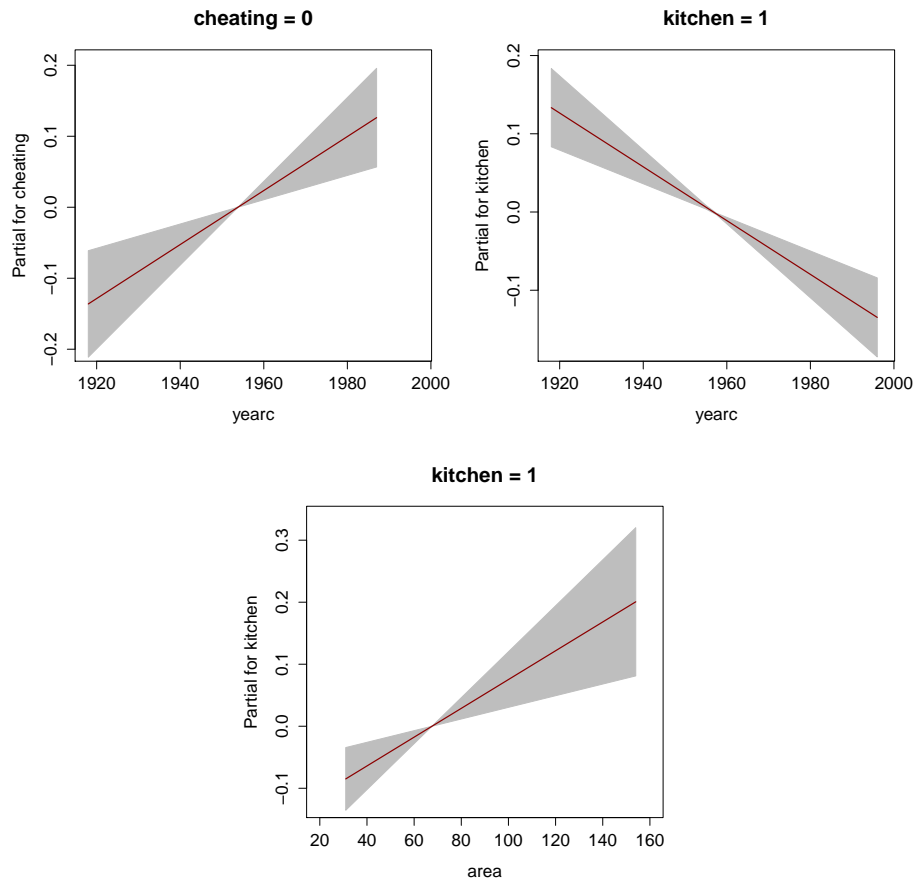 cheating = 0
Partial for cheating
0.2
0.1
0.0
−0.1
−0.2
1920 1940 1960 1980 2000
yearc
kitchen = 1
Partial for kitchen
0.2
0.1
0.0
−0.1
1920 1940 1960 1980 2000
yearc
kitchen = 1
Partial for kitchen
0.3
0.2
0.1
0.0
−0.1
20 40 60 80 100 120 140 160
area